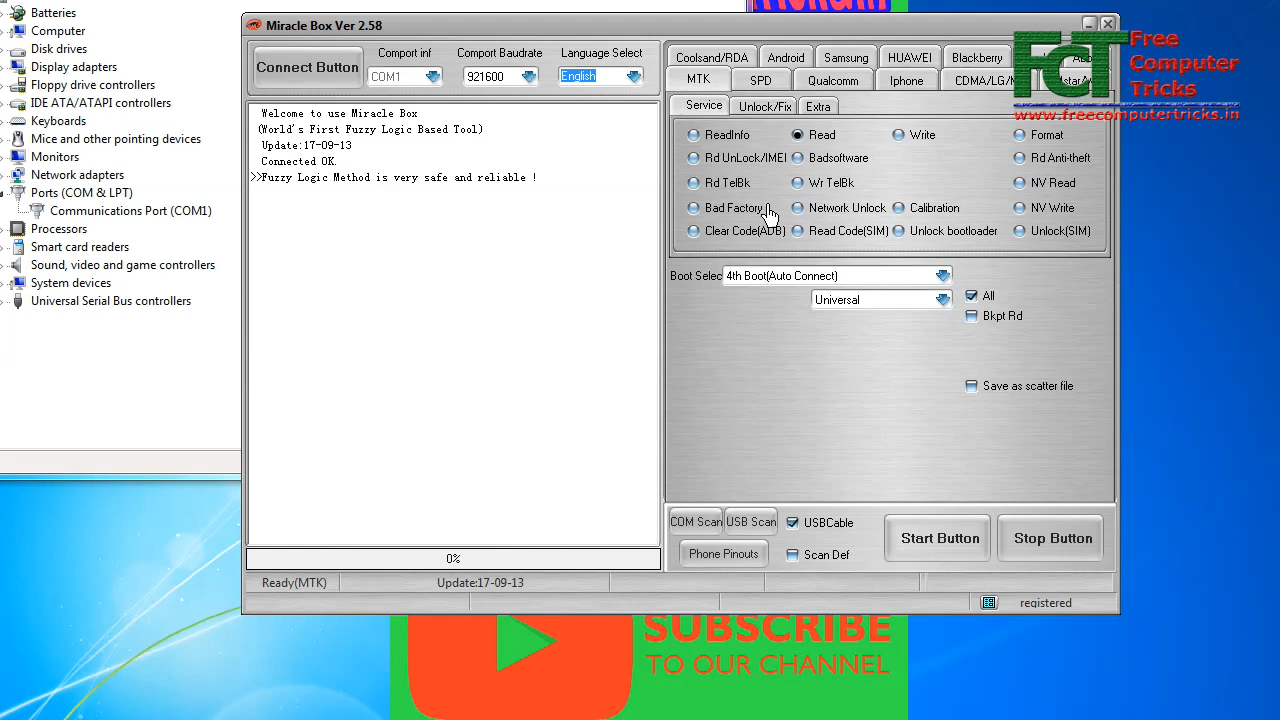 Batteries
Computer
Disk drives
Display adapters
Floppy drive controllers
IDE ATA/ATAPI controllers
Keyboards
Mice and other pointing devices
Monitors
Network adapters
Ports (COM & LPT)
Communications Port (COM1)
Processors
Smart card readers
Sound, video and game controllers
System devices
Universal Serial Bus controllers
Miracle Box Ver 2.58
Port Baudrate
Language Select
COM1
921600
English
Welcome to use miracle Box
(World's First Fuzzy Logic Based Tool)
Update:17-09-13
Connected OK.
>>Fuzzy Logic Method is very safe and reliable !
0%
Coolsand/RDA
Android
HUAWEI
Blackberry
MTK
SPD
Qualcomm
Iphone
Service
Unlock/Fix
Extra
ReadInfo
Read
Write
Format
Rd UnLock/IMEI
Badsoftware
Rd Anti-theft
Rd TelBk
Wr TelBk
NV Read
Bad Factory
Network Unlock
Calibration
NV Write
Clear Code(ADB)
Read Code(SIM)
Unlock bootloader
Unlock(SIM)
Boot Selec
4th Boot(Auto Connect)
Universal
All
Bkpt Rd
Save as scatter file
COM Scan
USB Scan
USBCable
Start Button
Stop Button
Phone Pinouts
Scan Def
Ready(MTK)
Update:17-09-13
registered
FCT
Free
Computer
Tricks
www.freecomputertricks.in
SUBSCRIBE
TO OUR CHANNEL